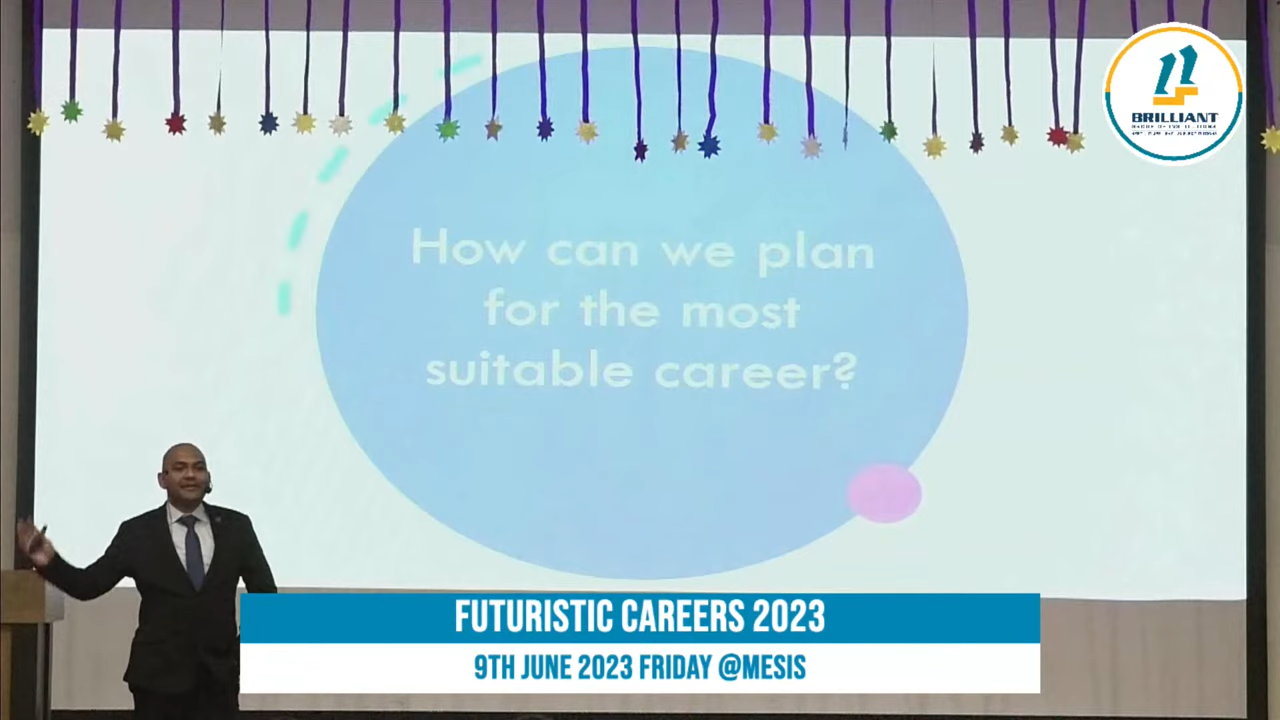 BRILLIANT
How can we plan
for the most
suitable career?
FUTURISTIC CAREERS 2023
9TH JUNE 2023 FRIDAY @MESIS